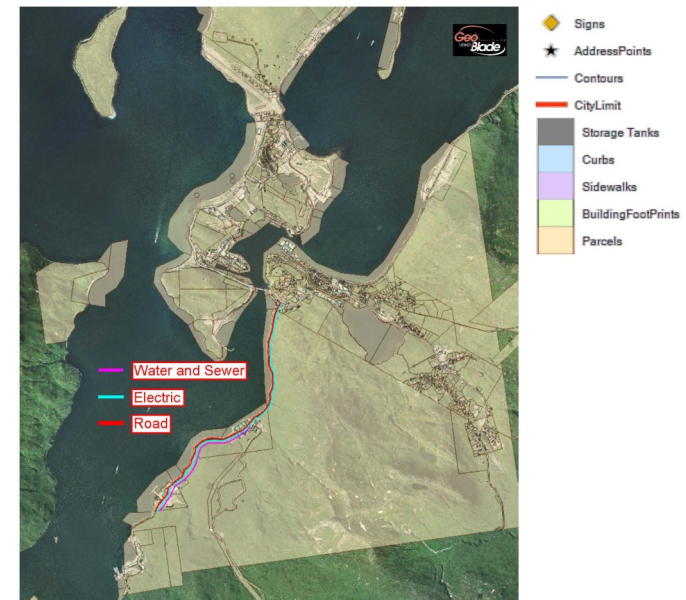 Geo
Blade
Signs
AddressPoints
Contours
CityLimit
Storage Tanks
Curbs
Sidewalks
BuildingFootPrints
Parcels
Water and Sewer
Electric
Road